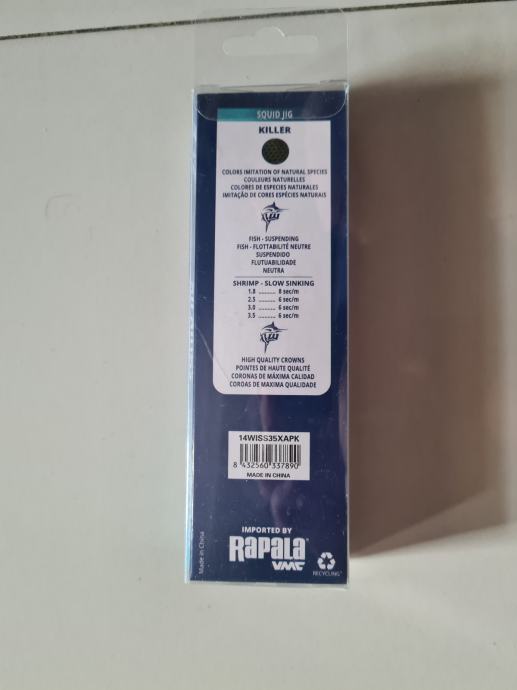 SQUID JIG
KILLER
COLORS IMITATION OF NATURAL SPECIES
COULEURS NATURELLES
COLORES DE ESPECIES NATURALES
IMITAÇÃO DE CORES ESPÉCIES NATURAIS
FISH - SUSPENDING
FISH - FLOTTABILITÉ NEUTRE
SUSPENDIDO
FLUTUABILIDADE
NEUTRA
SHRIMP - SLOW SINKING
1.8 .......... 8 sec/m
2.5 .......... 6 sec/m
3.0 .......... 6 sec/m
3.5 .......... 6 sec/m
HIGH QUALITY CROWNS
POINTES DE HAUTE QUALITÉ
CORONAS DE MÁXIMA CALIDAD
COROAS DE MAXIMA QUALIDADE
14WISS35XAPK
8 432560 337890
MADE IN CHINA
IMPORTED BY
Rapala
VMC
RECYCLING
Made in China